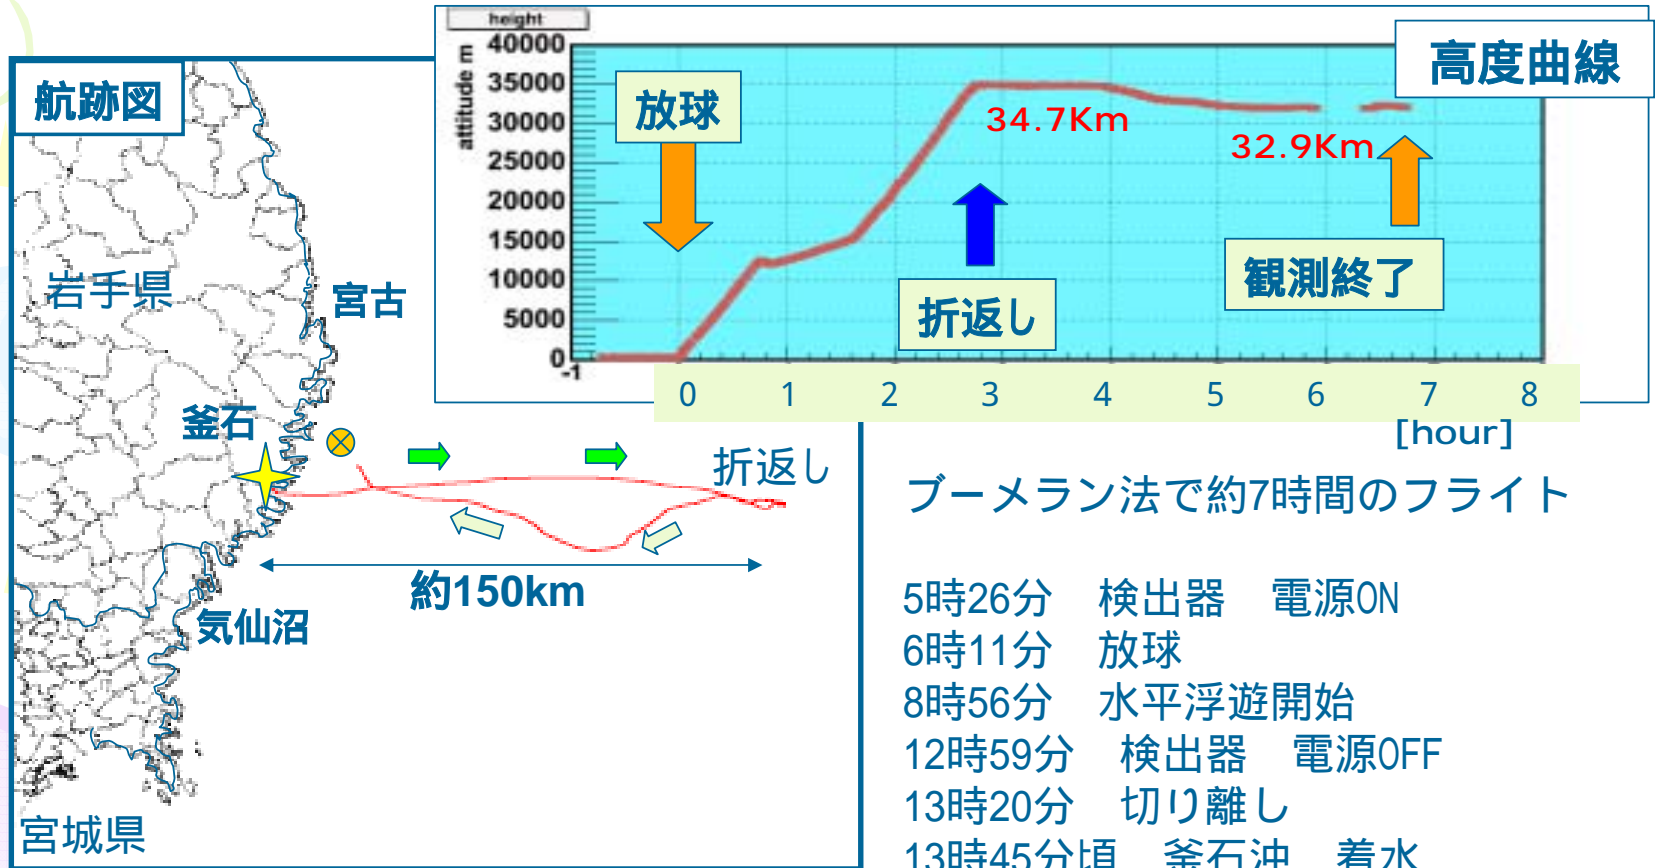 航跡図
岩手県
宮古
釜石
折返し
約150km
気仙沼
宮城県
height
attitude m
40000
35000
30000
25000
20000
15000
10000
5000
0
-1
高度曲線
放球
34.7Km
32.9Km
折返し
観測終了
0 1 2 3 4 5 6 7 8
[hour]
ブーメラン法で約7時間のフライト
5時26分 検出器 電源ON
6時11分 放球
8時56分 水平浮遊開始
12時59分 検出器 電源OFF
13時20分 切り離し
13時45分頃 釜石沖 着水